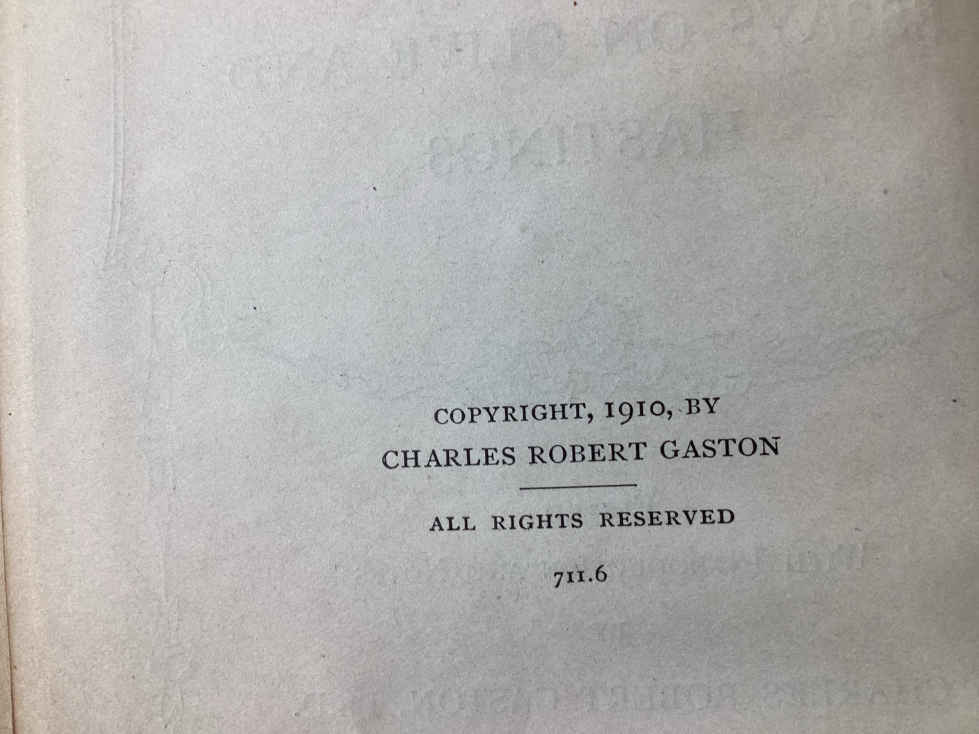 COPYRIGHT, 1910, BY
CHARLES ROBERT GASTON
ALL RIGHTS RESERVED
711.6